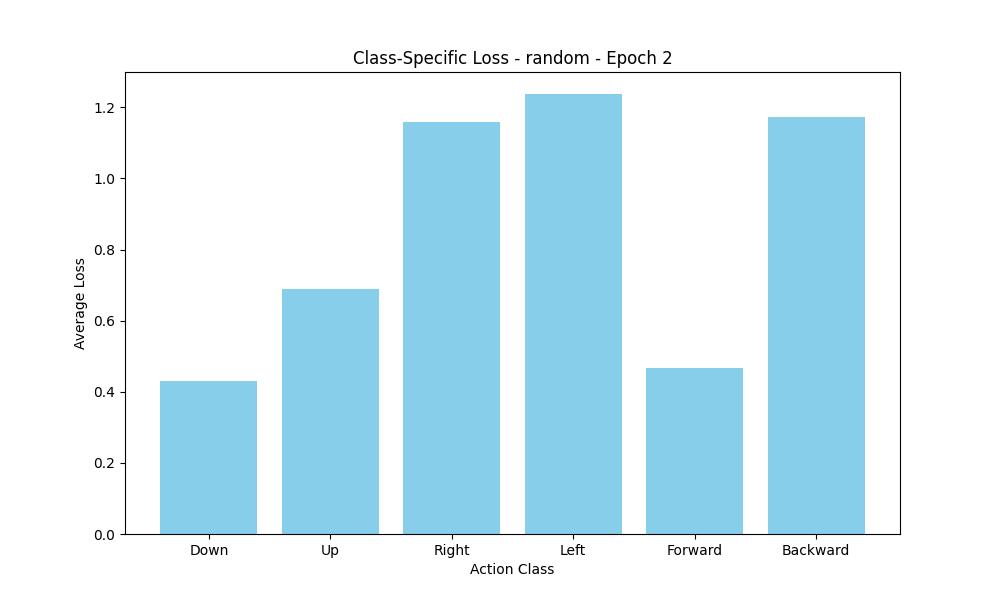 Class-Specific Loss - random - Epoch 2
Average Loss
1.2
1.0
0.8
0.6
0.4
0.2
0.0
Down Up Right Left Forward Backward
Action Class